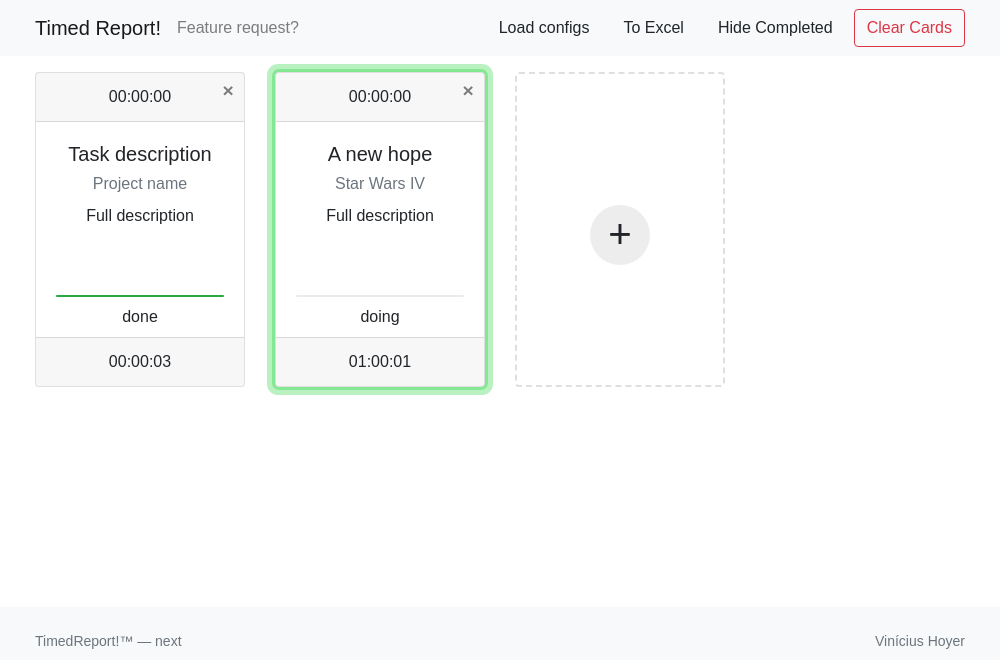 Timed Report! Feature request? Load configs To Excel Hide Completed Clear Cards
00:00:00 ×
Task description
Project name
Full description
done
00:00:03
00:00:00 ×
A new hope
Star Wars IV
Full description
doing
01:00:01
+
TimedReport!™ — next
Vinícius Hoyer